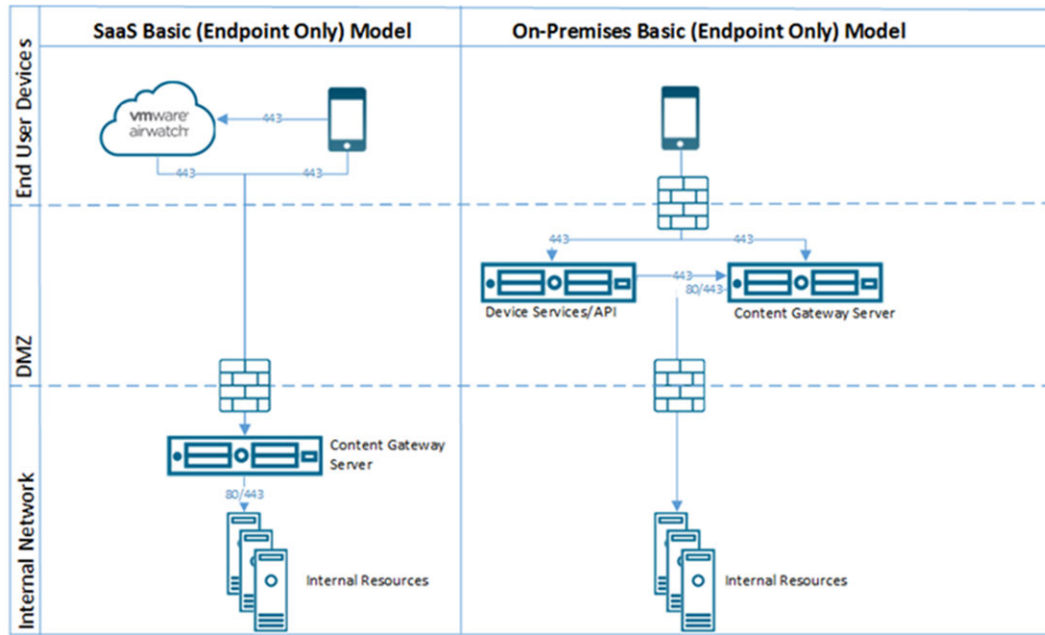 SaaS Basic (Endpoint Only) Model
On-Premises Basic (Endpoint Only) Model
End User Devices
vmware
airwatch
443
443
443
443
443
Device Services/API
443
80/443
Content Gateway Server
DMZ
Content Gateway
Server
80/443
Internal Network
Internal Resources
Internal Resources